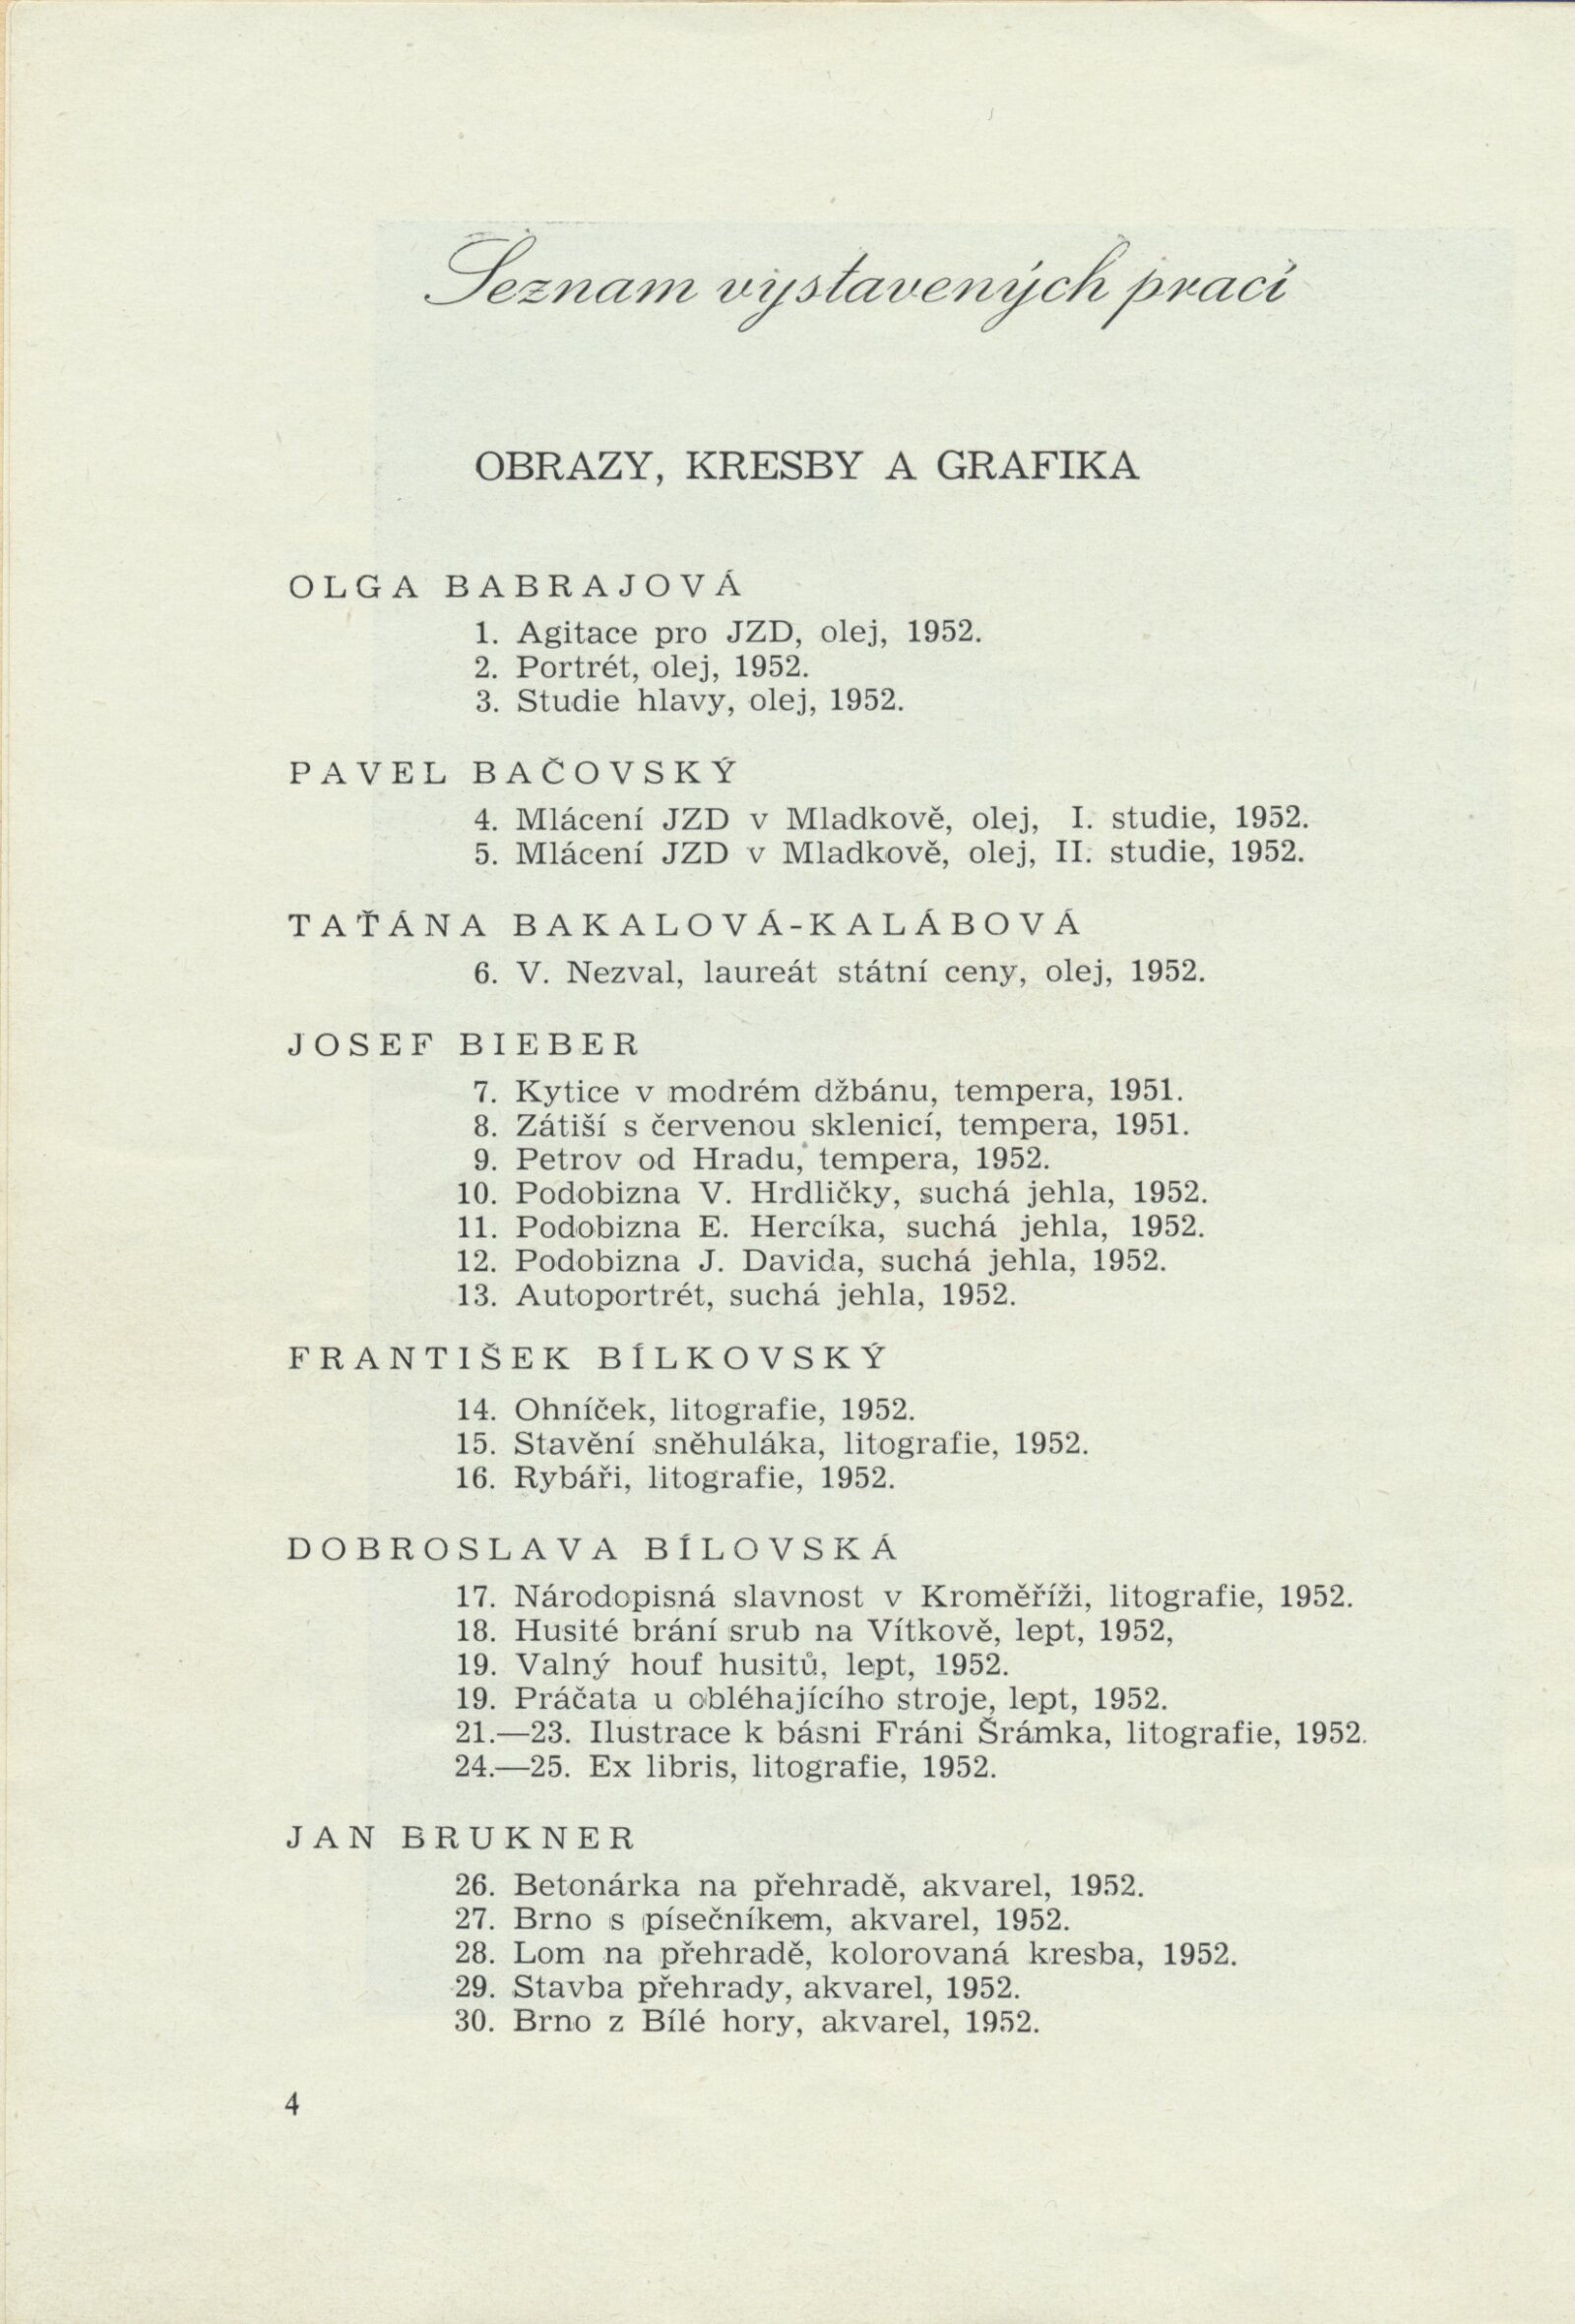 Seznam vystavených prací
OBRAZY, KRESBY A GRAFIKA
OLGA BABRAJOVÁ
1. Agitace pro JZD, olej, 1952.
2. Portrét, olej, 1952.
3. Studie hlavy, olej, 1952.
PAVEL BAČOVSKÝ
4. Mlácení JZD v Mladkově, olej, I. studie, 1952.
5. Mlácení JZD v Mladkově, olej, II. studie, 1952.
TAŤÁNA BAKALOVÁ-KALÁBOVÁ
6. V. Nezval, laureát státní ceny, olej, 1952.
JOSEF BIEBER
7. Kytice v modrém džbánu, tempera, 1951.
8. Zátiší s červenou sklenicí, tempera, 1951.
9. Petrov od Hradu, tempera, 1952.
10. Podobizna V. Hrdličky, suchá jehla, 1952.
11. Podobizna E. Hercíka, suchá jehla, 1952.
12. Podobizna J. Davida, suchá jehla, 1952.
13. Autoportrét, suchá jehla, 1952.
FRANTIŠEK BÍLKOVSKÝ
14. Ohníček, litografie, 1952.
15. Stavění sněhuláka, litografie, 1952.
16. Rybáři, litografie, 1952.
DOBROSLAVA BÍLOVSKÁ
17. Národopisná slavnost v Kroměříži, litografie, 1952.
18. Husité brání srub na Vítkově, lept, 1952,
19. Valný houf husitů, lept, 1952.
19. Práčata u obléhajícího stroje, lept, 1952.
21.—23. Ilustrace k básni Fráni Šrámka, litografie, 1952.
24.—25. Ex libris, litografie, 1952.
JAN BRUKNER
26. Betonárka na přehradě, akvarel, 1952.
27. Brno s písečníkem, akvarel, 1952.
28. Lom na přehradě, kolorovaná kresba, 1952.
29. Stavba přehrady, akvarel, 1952.
30. Brno z Bílé hory, akvarel, 1952.
4